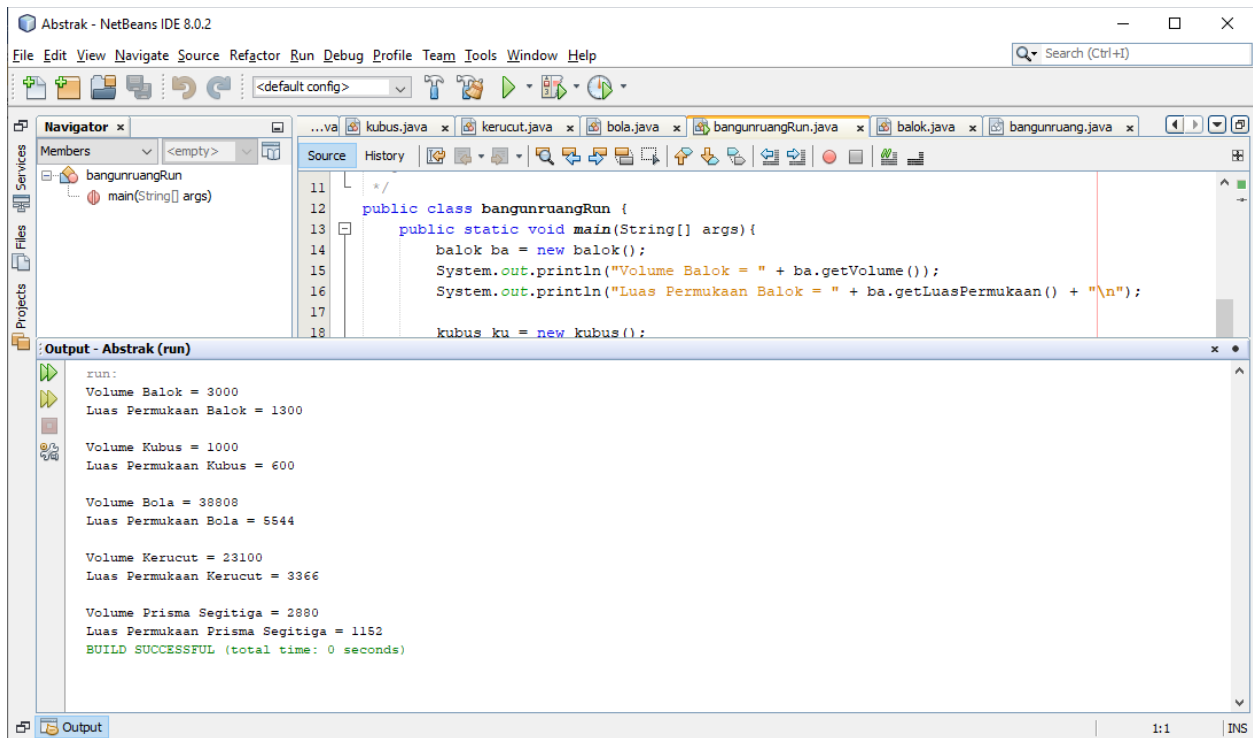 Abstrak - NetBeans IDE 8.0.2
File Edit View Navigate Source Refactor Run Debug Profile Team Tools Window Help
Search (Ctrl+I)
<default config>
Navigator
Members
<empty>
bangunruangRun
main(String[] args)
Services
Files
Projects
...va kubus.java kerucut.java bola.java bangunruangRun.java balok.java bangunruang.java
Source History
11 */
12 public class bangunruangRun {
13 public static void main(String[] args){
14 balok ba = new balok();
15 System.out.println("Volume Balok = " + ba.getVolume());
16 System.out.println("Luas Permukaan Balok = " + ba.getLuasPermukaan() + "\n");
17
18 kubus ku = new kubus();
Output - Abstrak (run)
run:
Volume Balok = 3000
Luas Permukaan Balok = 1300
Volume Kubus = 1000
Luas Permukaan Kubus = 600
Volume Bola = 38808
Luas Permukaan Bola = 5544
Volume Kerucut = 23100
Luas Permukaan Kerucut = 3366
Volume Prisma Segitiga = 2880
Luas Permukaan Prisma Segitiga = 1152
BUILD SUCCESSFUL (total time: 0 seconds)
Output
1:1 INS